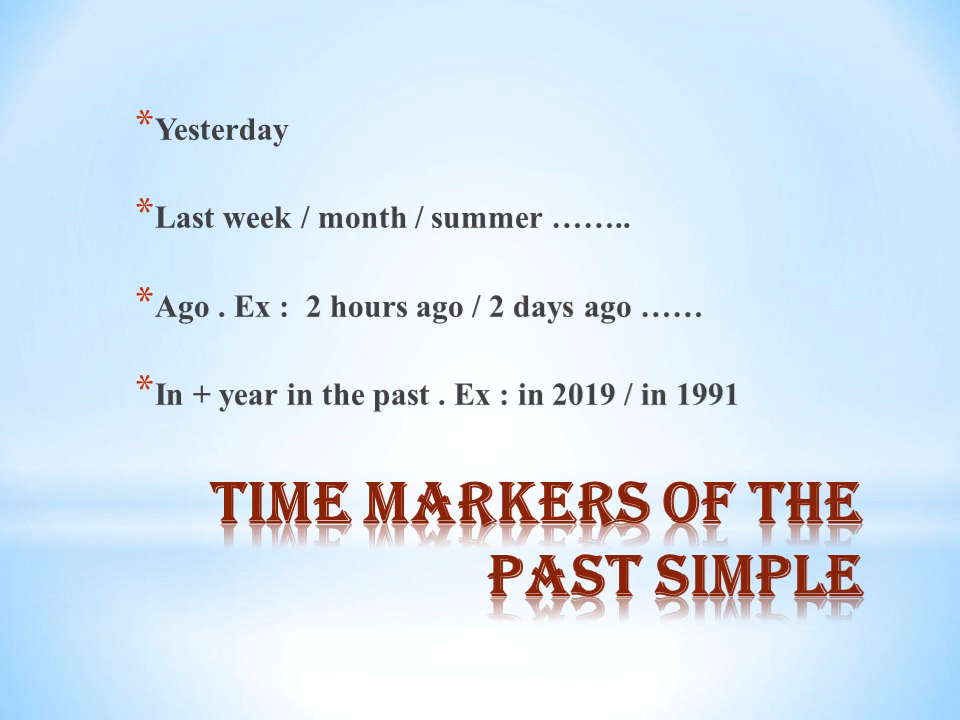 * Yesterday
* Last week / month / summer ……..
* Ago . Ex :  2 hours ago / 2 days ago ……
* In + year in the past . Ex : in 2019 / in 1991
TIME MARKERS OF THE
PAST SIMPLE